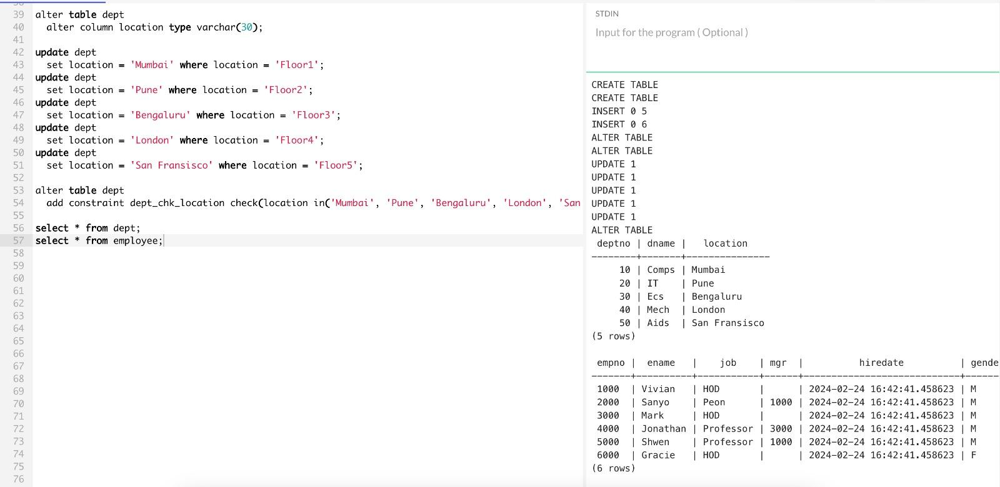 39 alter table dept
40   alter column location type varchar(30);
41
42 update dept
43   set location = 'Mumbai' where location = 'Floor1';
44 update dept
45   set location = 'Pune' where location = 'Floor2';
46 update dept
47   set location = 'Bengaluru' where location = 'Floor3';
48 update dept
49   set location = 'London' where location = 'Floor4';
50 update dept
51   set location = 'San Fransisco' where location = 'Floor5';
52
53 alter table dept
54   add constraint dept_chk_location check(location in('Mumbai', 'Pune', 'Bengaluru', 'London', 'San
55
56 select * from dept;
57 select * from employee;
58
59
60
61
62
63
64
65
66
67
68
69
70
71
72
73
74
75
76
STDIN
Input for the program ( Optional )
CREATE TABLE
CREATE TABLE
INSERT 0 5
INSERT 0 6
ALTER TABLE
ALTER TABLE
UPDATE 1
UPDATE 1
UPDATE 1
UPDATE 1
UPDATE 1
ALTER TABLE
 deptno | dname |   location
--------+-------+---------------
     10 | Comps | Mumbai
     20 | IT    | Pune
     30 | Ecs   | Bengaluru
     40 | Mech  | London
     50 | Aids  | San Fransisco
(5 rows)
 empno |  ename   |    job    | mgr  |          hiredate          | gende
-------+----------+-----------+------+----------------------------+------
 1000  | Vivian   | HOD       |      | 2024-02-24 16:42:41.458623 | M
 2000  | Sanyo    | Peon      | 1000 | 2024-02-24 16:42:41.458623 | M
 3000  | Mark     | HOD       |      | 2024-02-24 16:42:41.458623 | M
 4000  | Jonathan | Professor | 3000 | 2024-02-24 16:42:41.458623 | M
 5000  | Shwen    | Professor | 1000 | 2024-02-24 16:42:41.458623 | M
 6000  | Gracie   | HOD       |      | 2024-02-24 16:42:41.458623 | F
(6 rows)